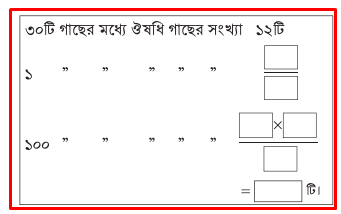 ৩০টি গাছের মধ্যে ঔষধি গাছের সংখ্যা ১২টি
১ ” ” ” ” ”
১০০ ” ” ” ” ” ×
= টি।